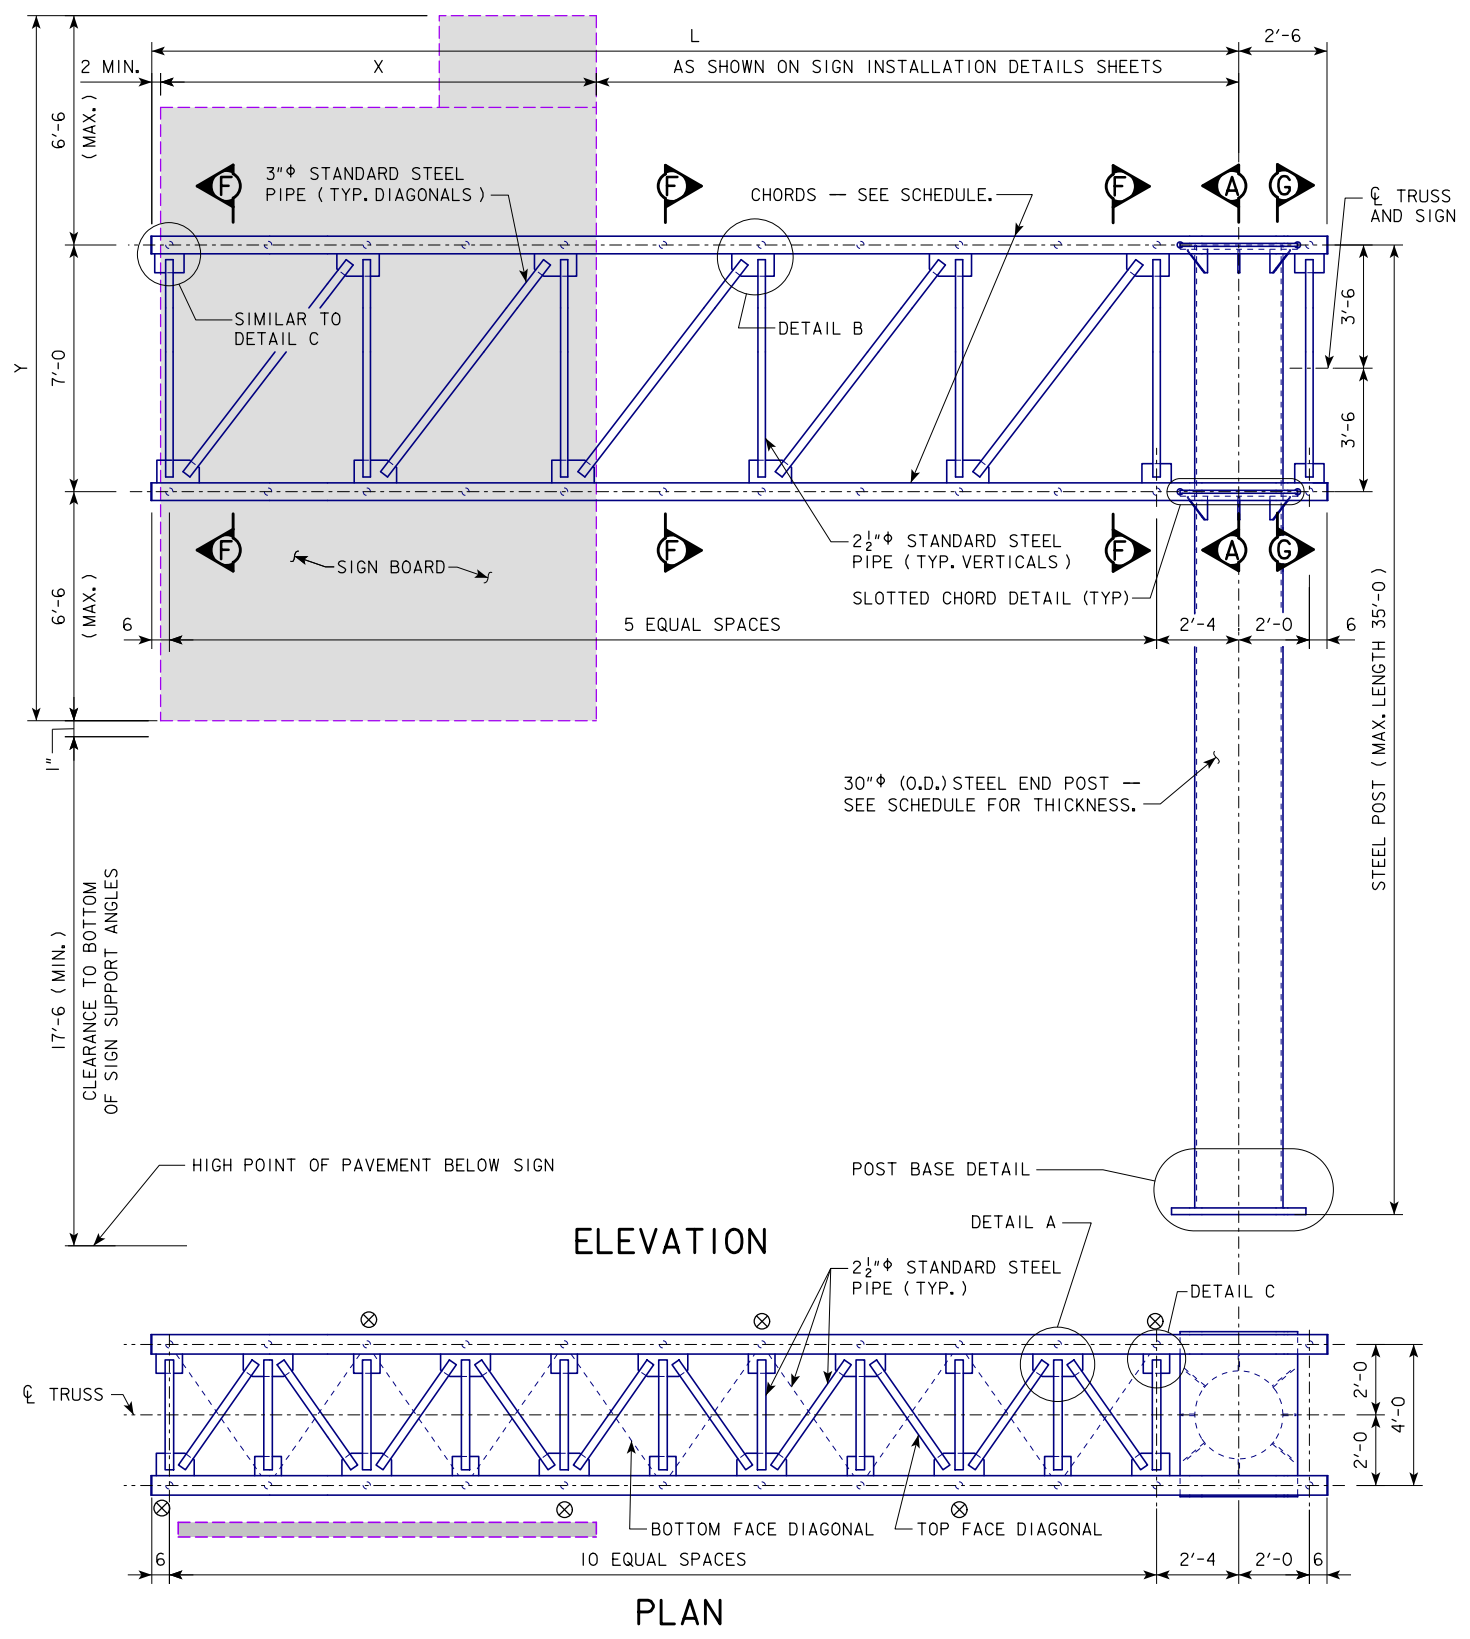 L
2'-6
2 MIN.
X
AS SHOWN ON SIGN INSTALLATION DETAILS SHEETS
6'-6
(MAX.)
3"Φ STANDARD STEEL
PIPE (TYP. DIAGONALS)
F
F
CHORDS -- SEE SCHEDULE.
F
A
G
℄ TRUSS
AND SIGN
SIMILAR TO
DETAIL C
DETAIL B
3'-6
3'-6
Y
7'-0
F
F
F
A
G
SIGN BOARD
2½"Φ STANDARD STEEL
PIPE (TYP. VERTICALS)
SLOTTED CHORD DETAIL (TYP)
6'-6
(MAX.)
6
5 EQUAL SPACES
2'-4
2'-0
6
STEEL POST (MAX. LENGTH 35'-0)
1"
30"Φ (O.D.) STEEL END POST --
SEE SCHEDULE FOR THICKNESS.
17'-6 (MIN.)
CLEARANCE TO BOTTOM
OF SIGN SUPPORT ANGLES
HIGH POINT OF PAVEMENT BELOW SIGN
POST BASE DETAIL
ELEVATION
DETAIL A
2½"Φ STANDARD STEEL
PIPE (TYP.)
DETAIL C
℄ TRUSS
2'-0
2'-0
4'-0
BOTTOM FACE DIAGONAL
TOP FACE DIAGONAL
6
10 EQUAL SPACES
2'-4
2'-0
6
PLAN